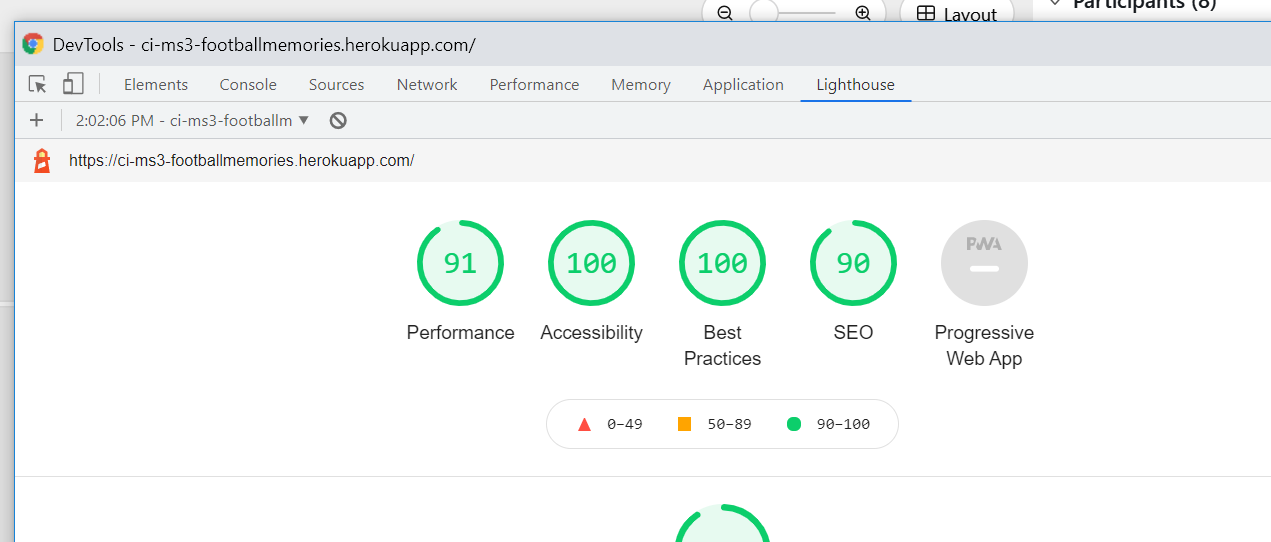 Layout
Participants (8)
DevTools - ci-ms3-footballmemories.herokuapp.com/
Elements Console Sources Network Performance Memory Application Lighthouse
2:02:06 PM - ci-ms3-footballm
https://ci-ms3-footballmemories.herokuapp.com/
91 100 100 90 PWA
Performance Accessibility Best Practices SEO Progressive Web App
0–49 50–89 90–100